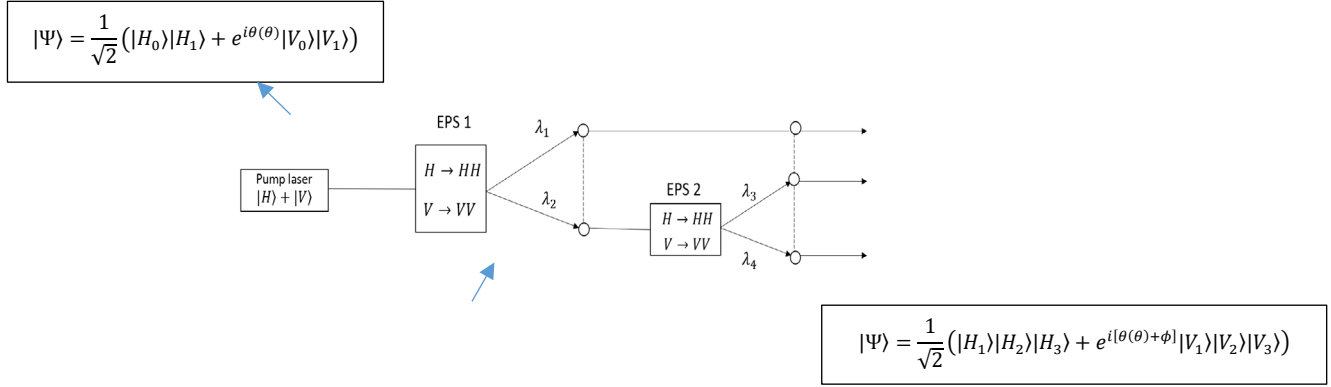 |Ψ⟩ = 1/√2 (|H₀⟩|H₁⟩ + e^{iθ(θ)}|V₀⟩|V₁⟩)
EPS 1
λ₁
H → HH
V → VV
Pump laser
|H⟩ + |V⟩
λ₂
EPS 2
λ₃
H → HH
V → VV
λ₄
|Ψ⟩ = 1/√2 (|H₁⟩|H₂⟩|H₃⟩ + e^{i[θ(θ)+ϕ]}|V₁⟩|V₂⟩|V₃⟩)